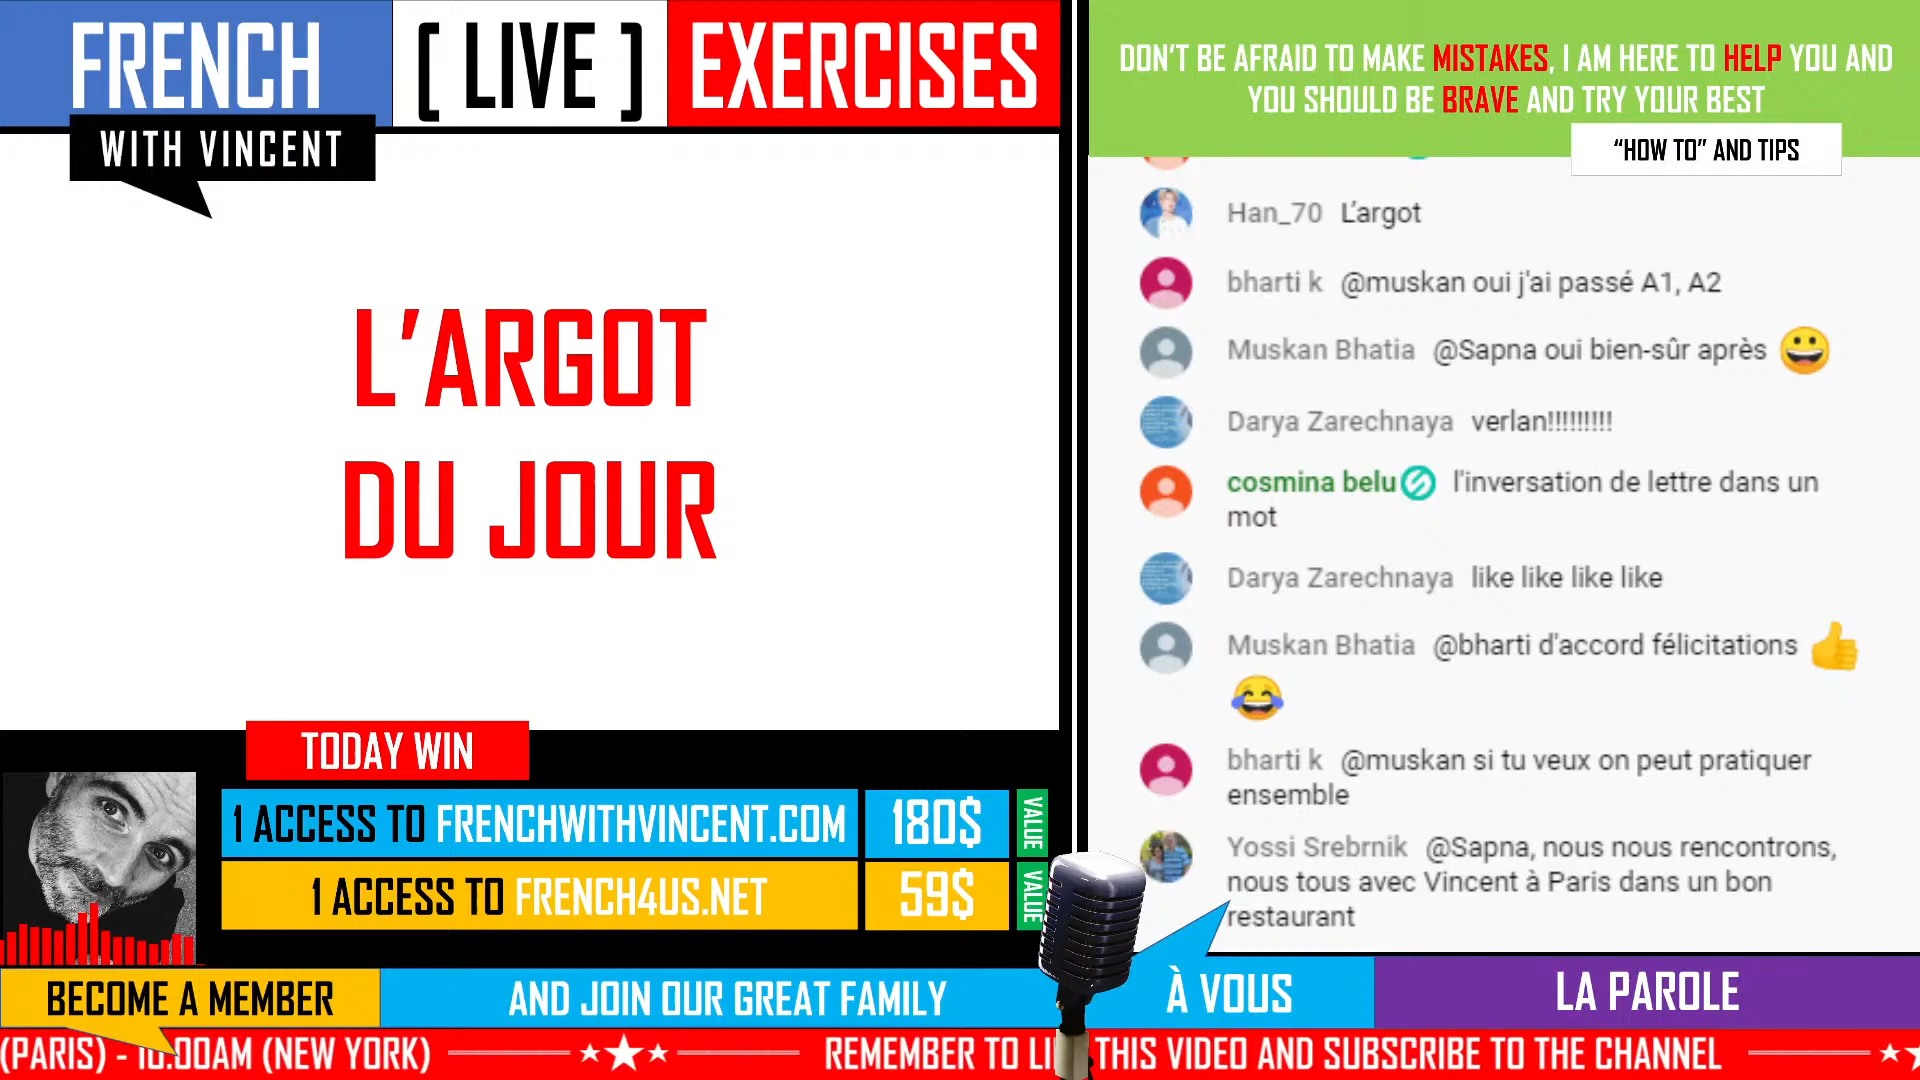 FRENCH
[ LIVE ]
EXERCISES
WITH VINCENT
L'ARGOT
DU JOUR
TODAY WIN
1 ACCESS TO FRENCHWITHVINCENT.COM
180$
VALUE
1 ACCESS TO FRENCH4US.NET
59$
VALUE
BECOME A MEMBER
AND JOIN OUR GREAT FAMILY
DON'T BE AFRAID TO MAKE MISTAKES, I AM HERE TO HELP YOU AND
YOU SHOULD BE BRAVE AND TRY YOUR BEST
“HOW TO” AND TIPS
Han_70 L'argot
bharti k @muskan oui j'ai passé A1, A2
Muskan Bhatia @Sapna oui bien-sûr après 😀
Darya Zarechnaya verlan!!!!!!!!!
cosmina belu l'inversation de lettre dans un
mot
Darya Zarechnaya like like like like
Muskan Bhatia @bharti d'accord félicitations 👍
😂
bharti k @muskan si tu veux on peut pratiquer
ensemble
Yossi Srebrnik @Sapna, nous nous rencontrons,
nous tous avec Vincent à Paris dans un bon
restaurant
À VOUS
LA PAROLE
(PARIS) - 10.00AM (NEW YORK)
REMEMBER TO LI THIS VIDEO AND SUBSCRIBE TO THE CHANNEL